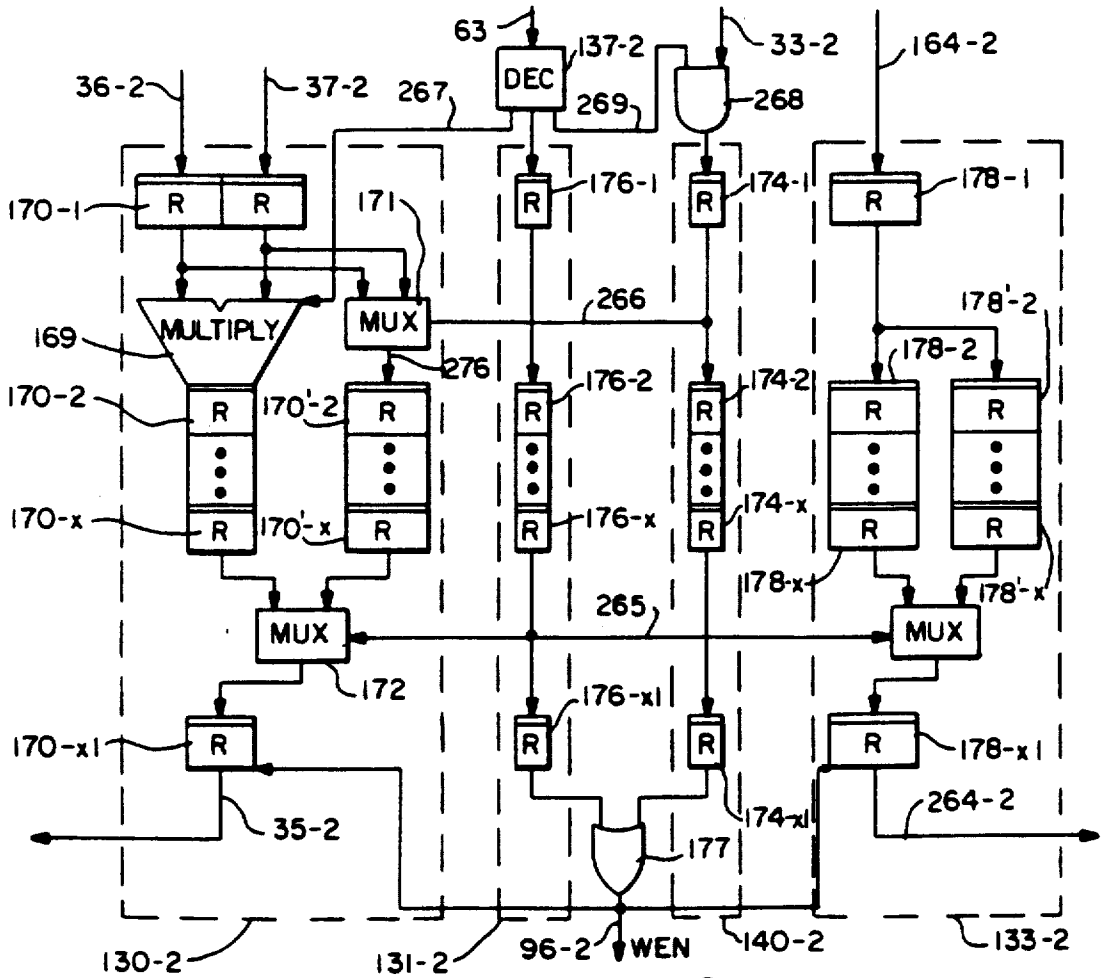 63
137-2
33-2
164-2
36-2
37-2
267
DEC
269
268
R
R
170-1
171
R
176-1
R
174-1
R
178-1
MULTIPLY
169
MUX
266
276
178-2
178'-2
170-2
R
170'-2
R
176-2
R
174-2
R
R
R
170-x
R
170'-x
R
176-x
R
174-x
R
R
R
178-x
178'-x
265
MUX
172
MUX
170-x1
R
176-x1
R
R
174-x1
R
178-x1
35-2
177
264-2
130-2
131-2
96-2
WEN
140-2
133-2